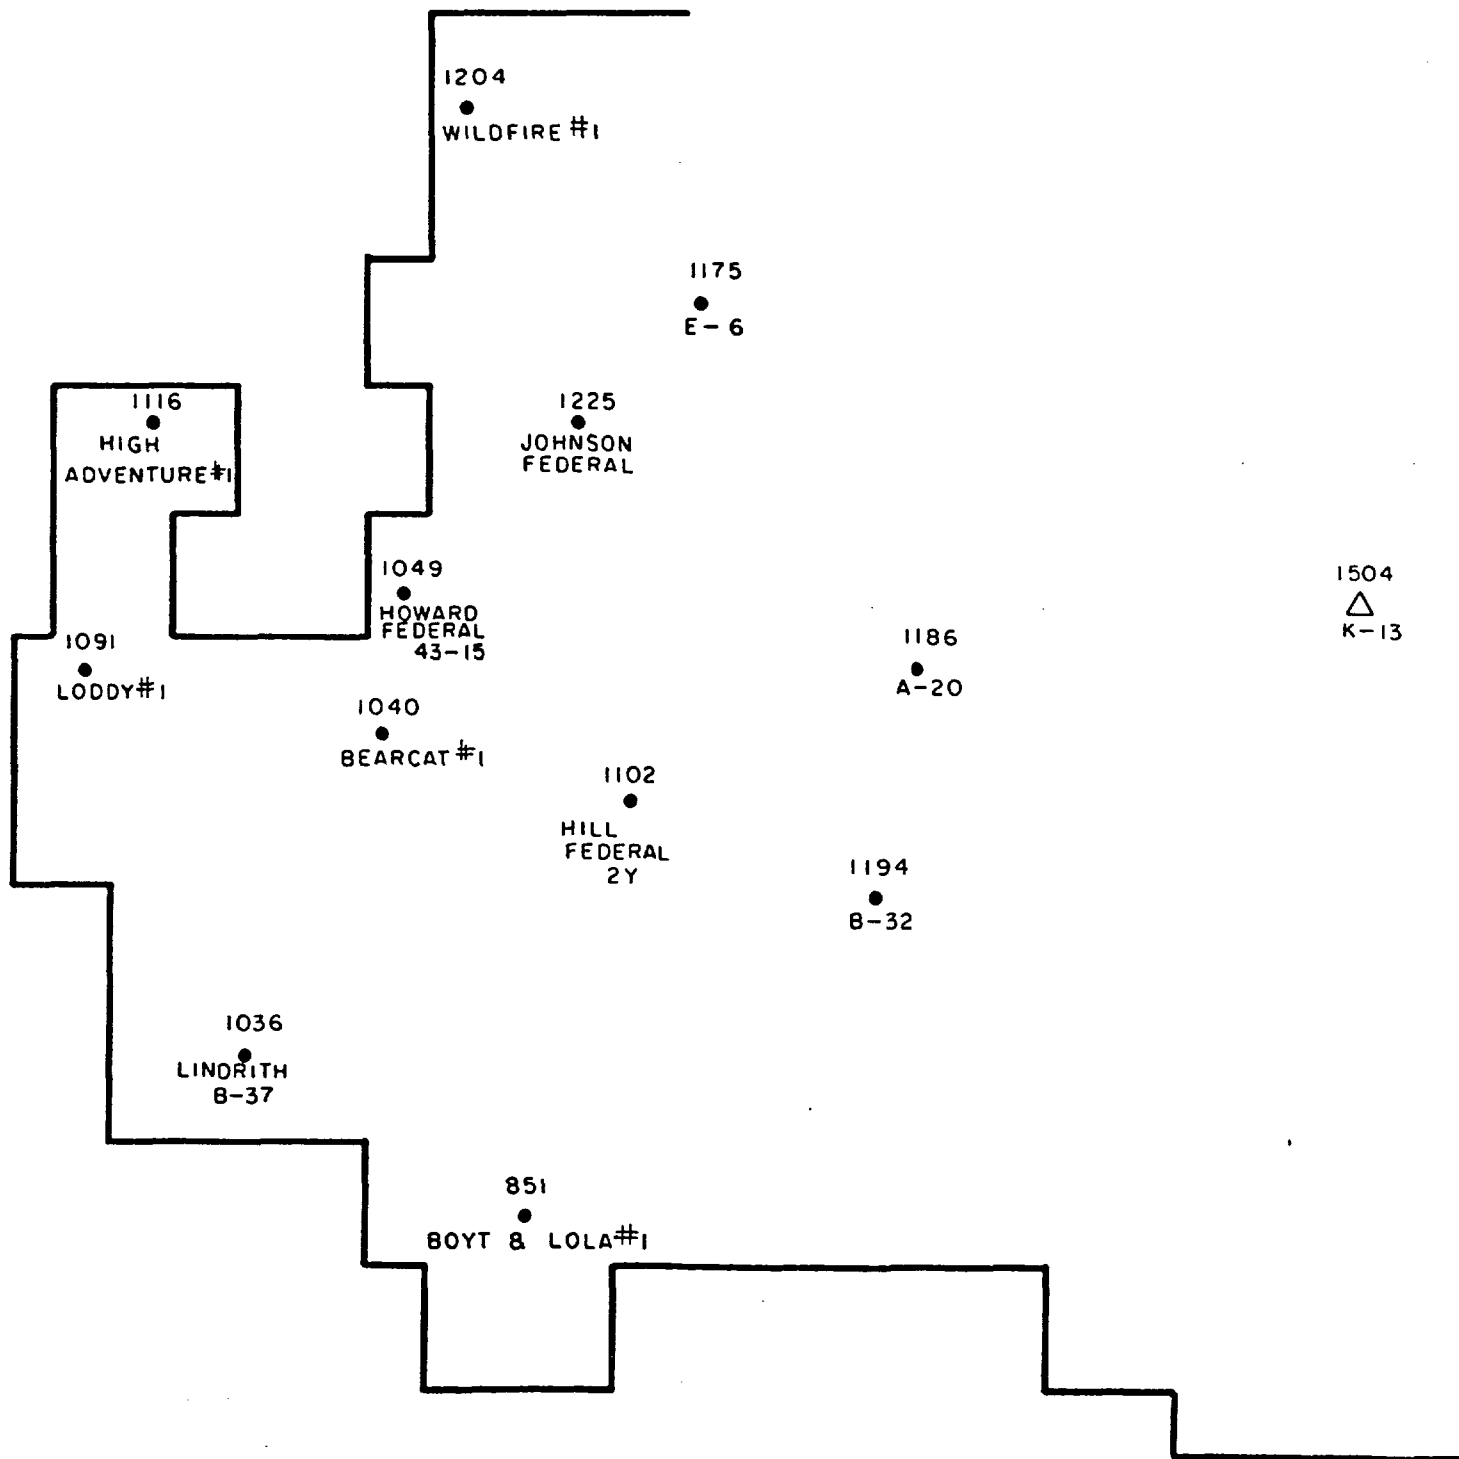 1204
WILDFIRE #1
1175
E-6
1116
HIGH
ADVENTURE#1
1225
JOHNSON
FEDERAL
1049
HOWARD
FEDERAL
43-15
1504
K-13
1091
LODDY#1
1186
A-20
1040
BEARCAT #1
1102
HILL
FEDERAL
2Y
1194
B-32
1036
LINDRITH
B-37
851
BOYT & LOLA#1